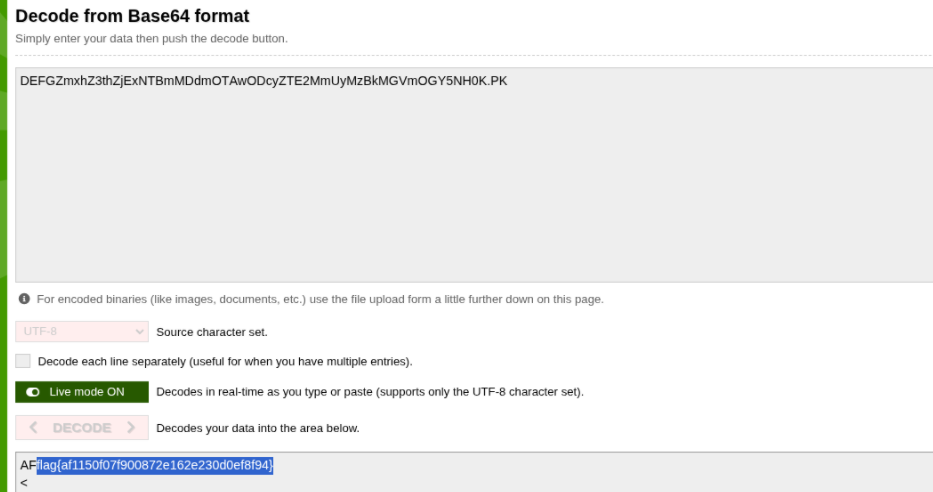 Decode from Base64 format
Simply enter your data then push the decode button.
DEFGZmxhZ3thZjExNTBmMDdmOTAwODcyZTE2MmUyMzBkMGVmOGY5NH0K.PK
For encoded binaries (like images, documents, etc.) use the file upload form a little further down on this page.
UTF-8 Source character set.
Decode each line separately (useful for when you have multiple entries).
Live mode ON Decodes in real-time as you type or paste (supports only the UTF-8 character set).
< DECODE > Decodes your data into the area below.
AFflag{af1150f07f900872e162e230d0ef8f94}
<